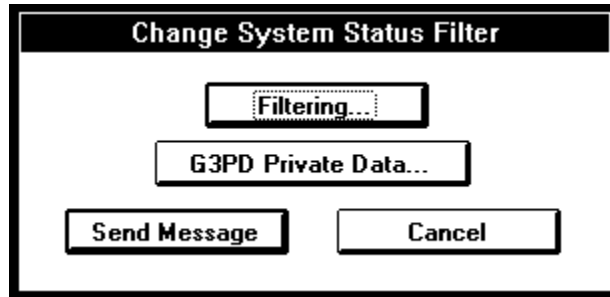 Change System Status Filter
Filtering...
G3PD Private Data...
Send Message Cancel